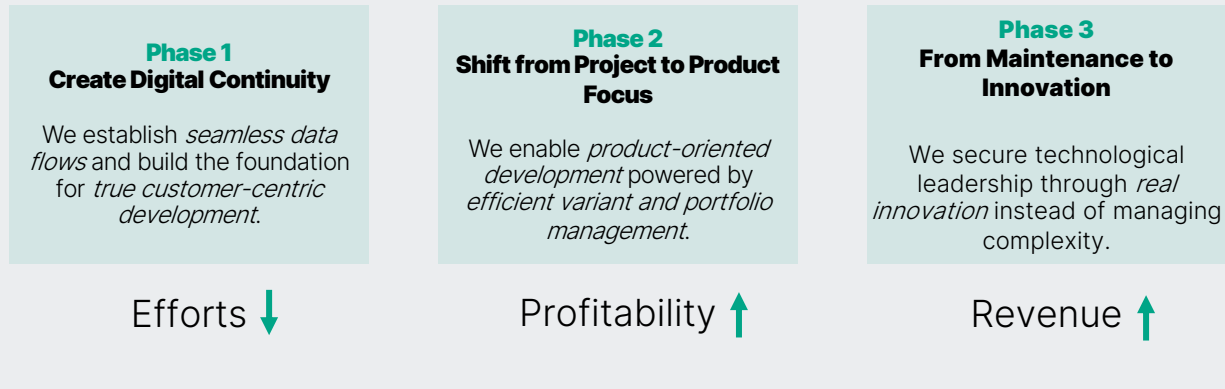 Phase 1
Create Digital Continuity
We establish seamless data
flows and build the foundation
for true customer-centric
development.
Efforts
Phase 2
Shift from Project to Product
Focus
We enable product-oriented
development powered by
efficient variant and portfolio
management.
Profitability
Phase 3
From Maintenance to
Innovation
We secure technological
leadership through real
innovation instead of managing
complexity.
Revenue